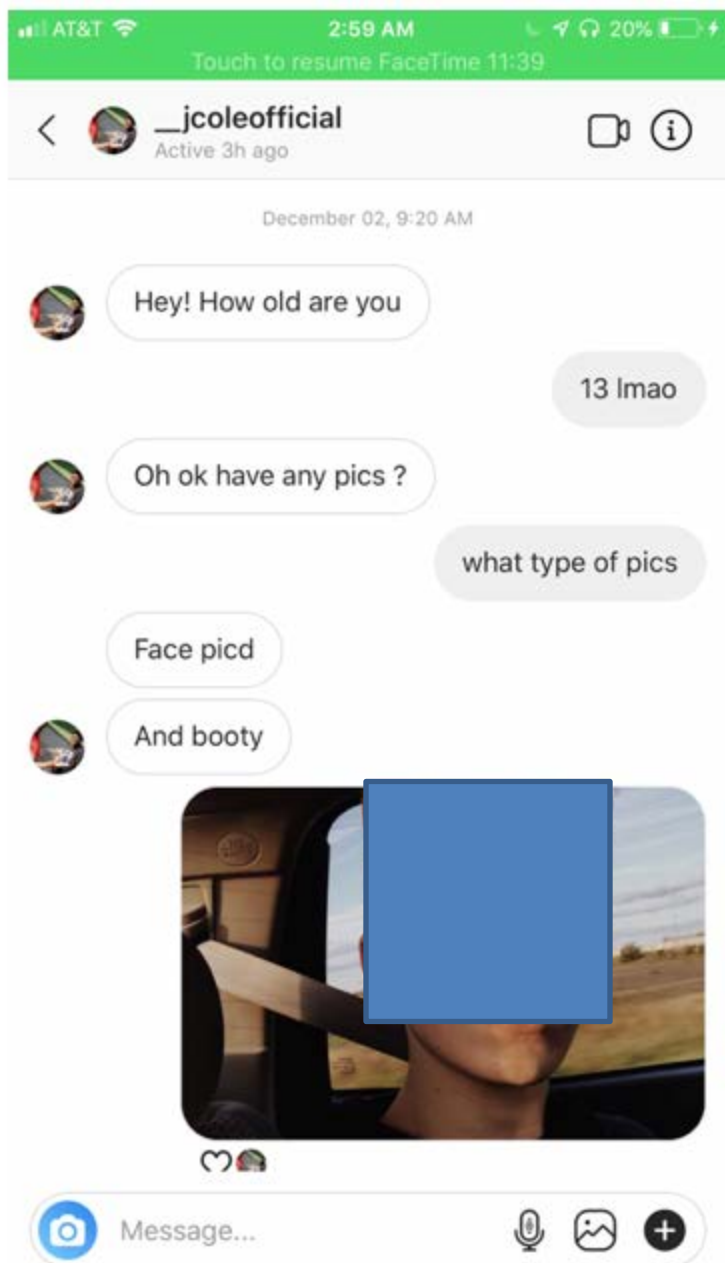 AT&T 2:59 AM 20%
Touch to resume FaceTime 11:39
__jcoleofficial
Active 3h ago
December 02, 9:20 AM
Hey! How old are you
13 lmao
Oh ok have any pics ?
what type of pics
Face picd
And booty
Message...